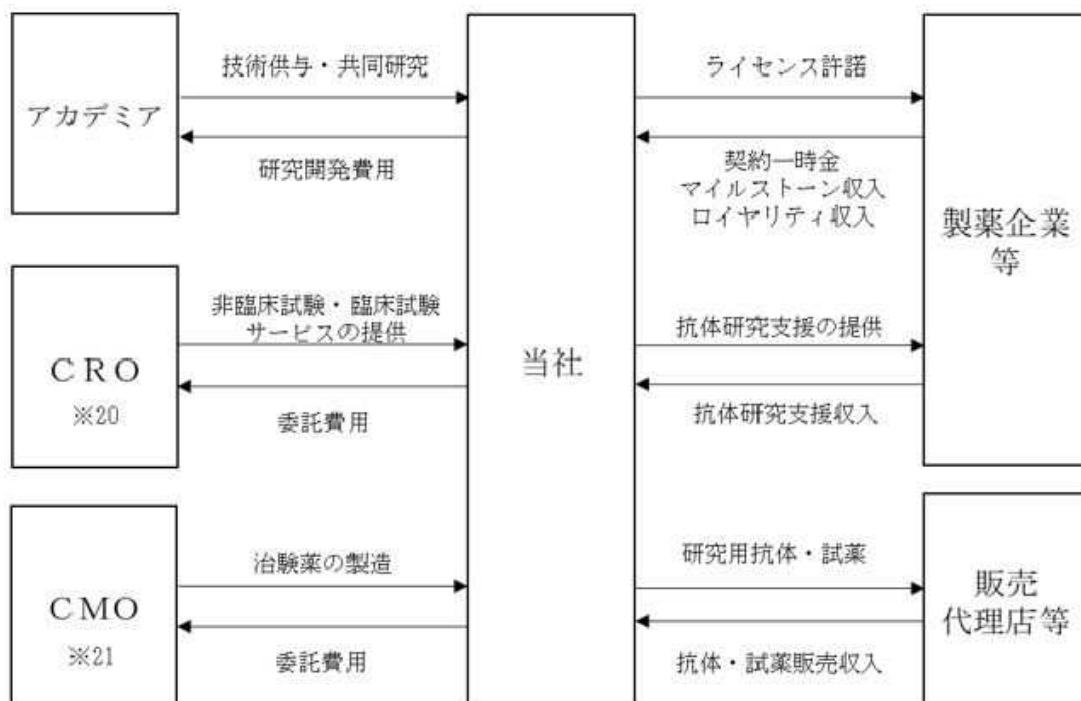 アカデミア
技術供与・共同研究
研究開発費用
CRO
※20
非臨床試験・臨床試験
サービスの提供
委託費用
CMO
※21
治験薬の製造
委託費用
当社
ライセンス許諾
契約一時金
マイルストーン収入
ロイヤリティ収入
抗体研究支援の提供
抗体研究支援収入
製薬企業
等
研究用抗体・試薬
抗体・試薬販売収入
販売
代理店等